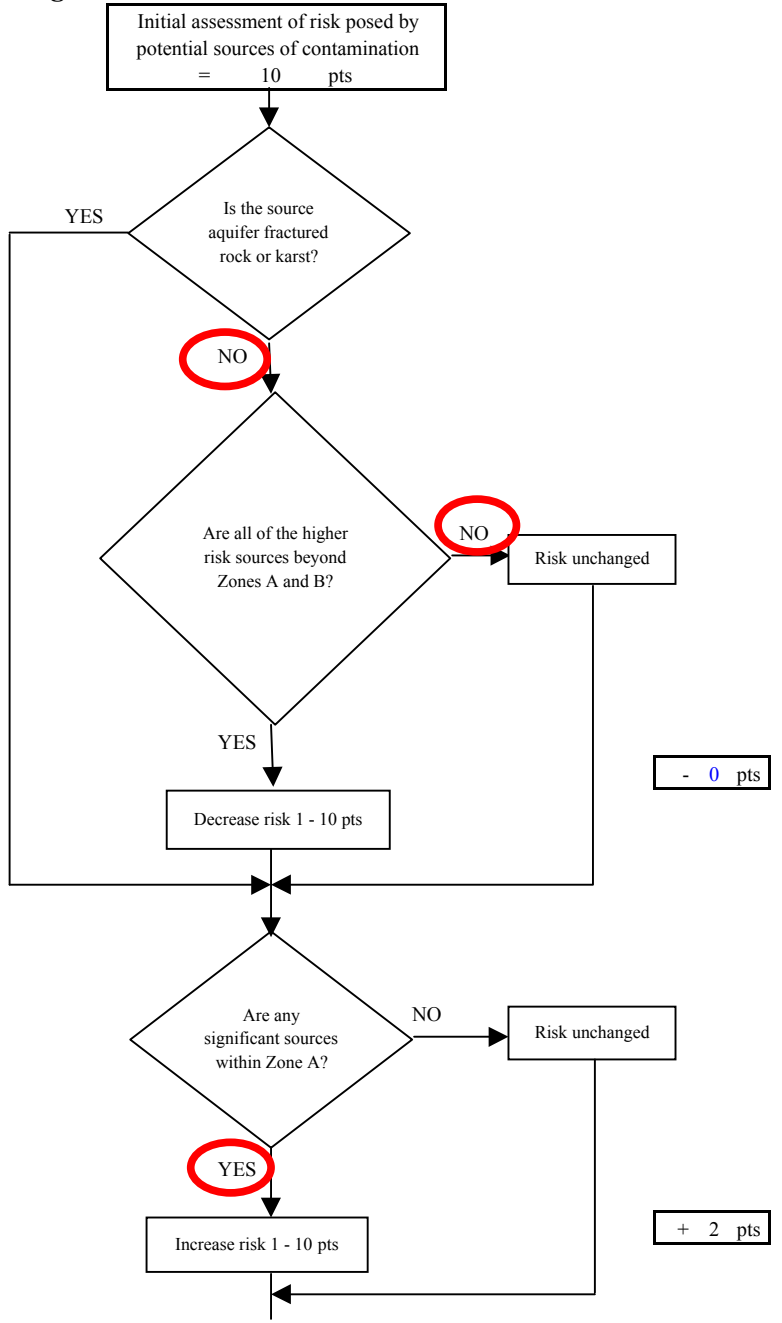 Initial assessment of risk posed by
potential sources of contamination
= 10 pts
YES
Is the source
aquifer fractured
rock or karst?
NO
Are all of the higher
risk sources beyond
Zones A and B?
NO
Risk unchanged
YES
- 0 pts
Decrease risk 1 - 10 pts
Are any
significant sources
within Zone A?
NO
Risk unchanged
YES
+ 2 pts
Increase risk 1 - 10 pts